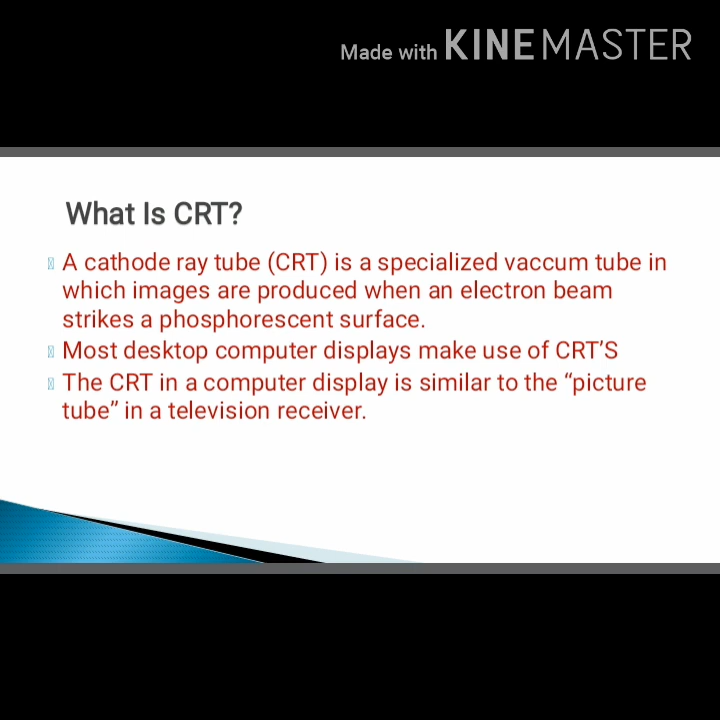 Made with KINEMASTER
What Is CRT?
A cathode ray tube (CRT) is a specialized vaccum tube in
which images are produced when an electron beam
strikes a phosphorescent surface.
Most desktop computer displays make use of CRT’S
The CRT in a computer display is similar to the “picture
tube” in a television receiver.